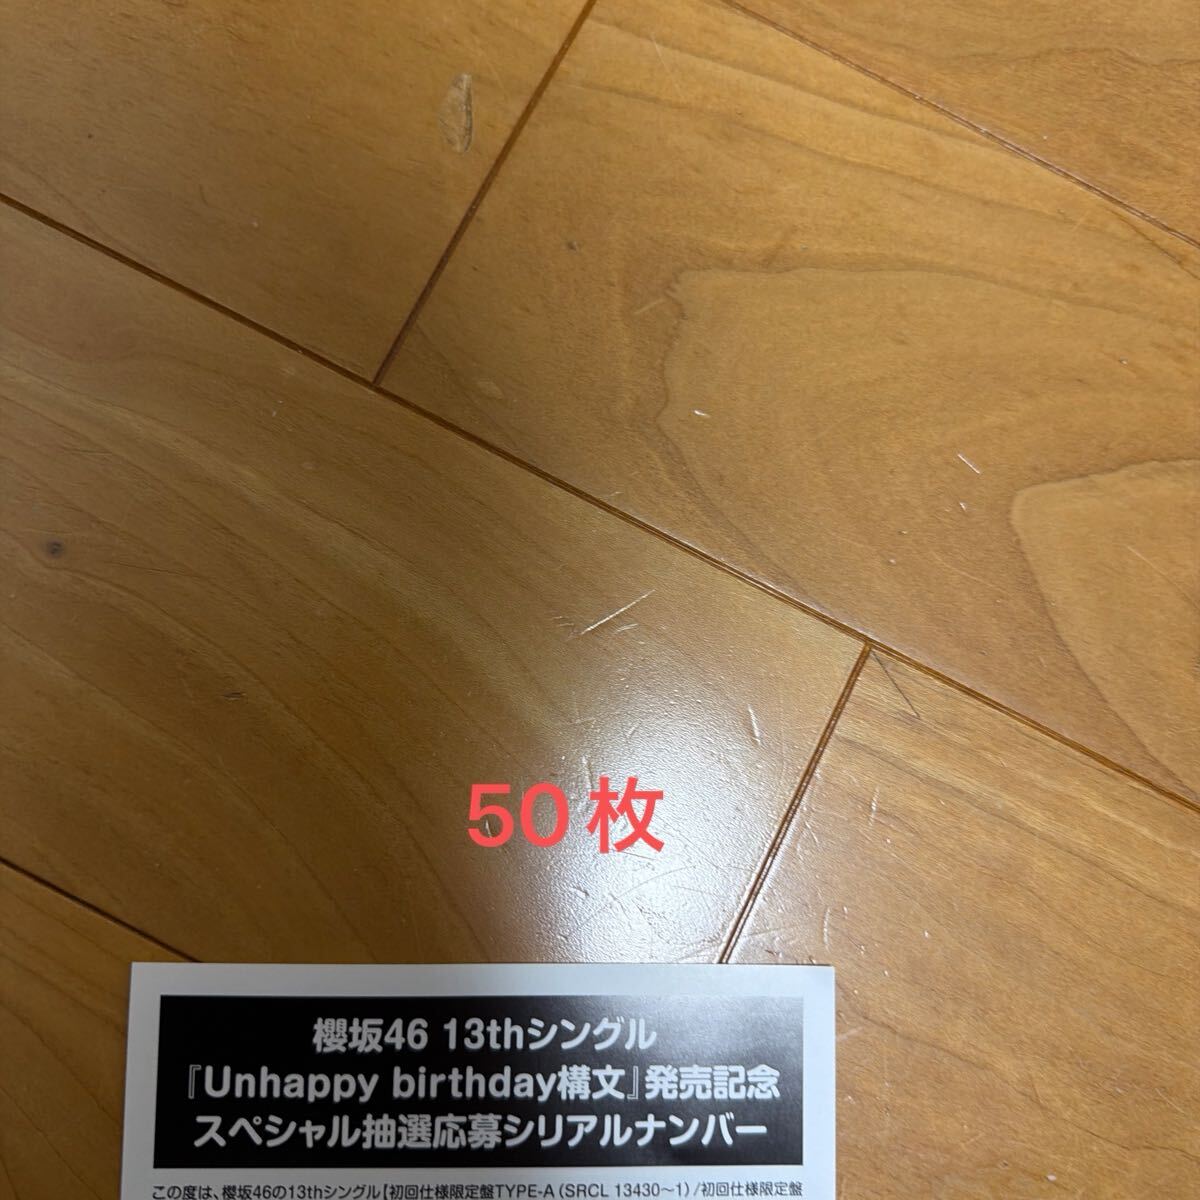 50枚
櫻坂46 13thシングル
『Unhappy birthday構文』発売記念
スペシャル抽選応募シリアルナンバー
この度は、櫻坂46の13thシングル【初回仕様限定盤TYPE-A（SRCL 13430〜1）/初回仕様限定盤